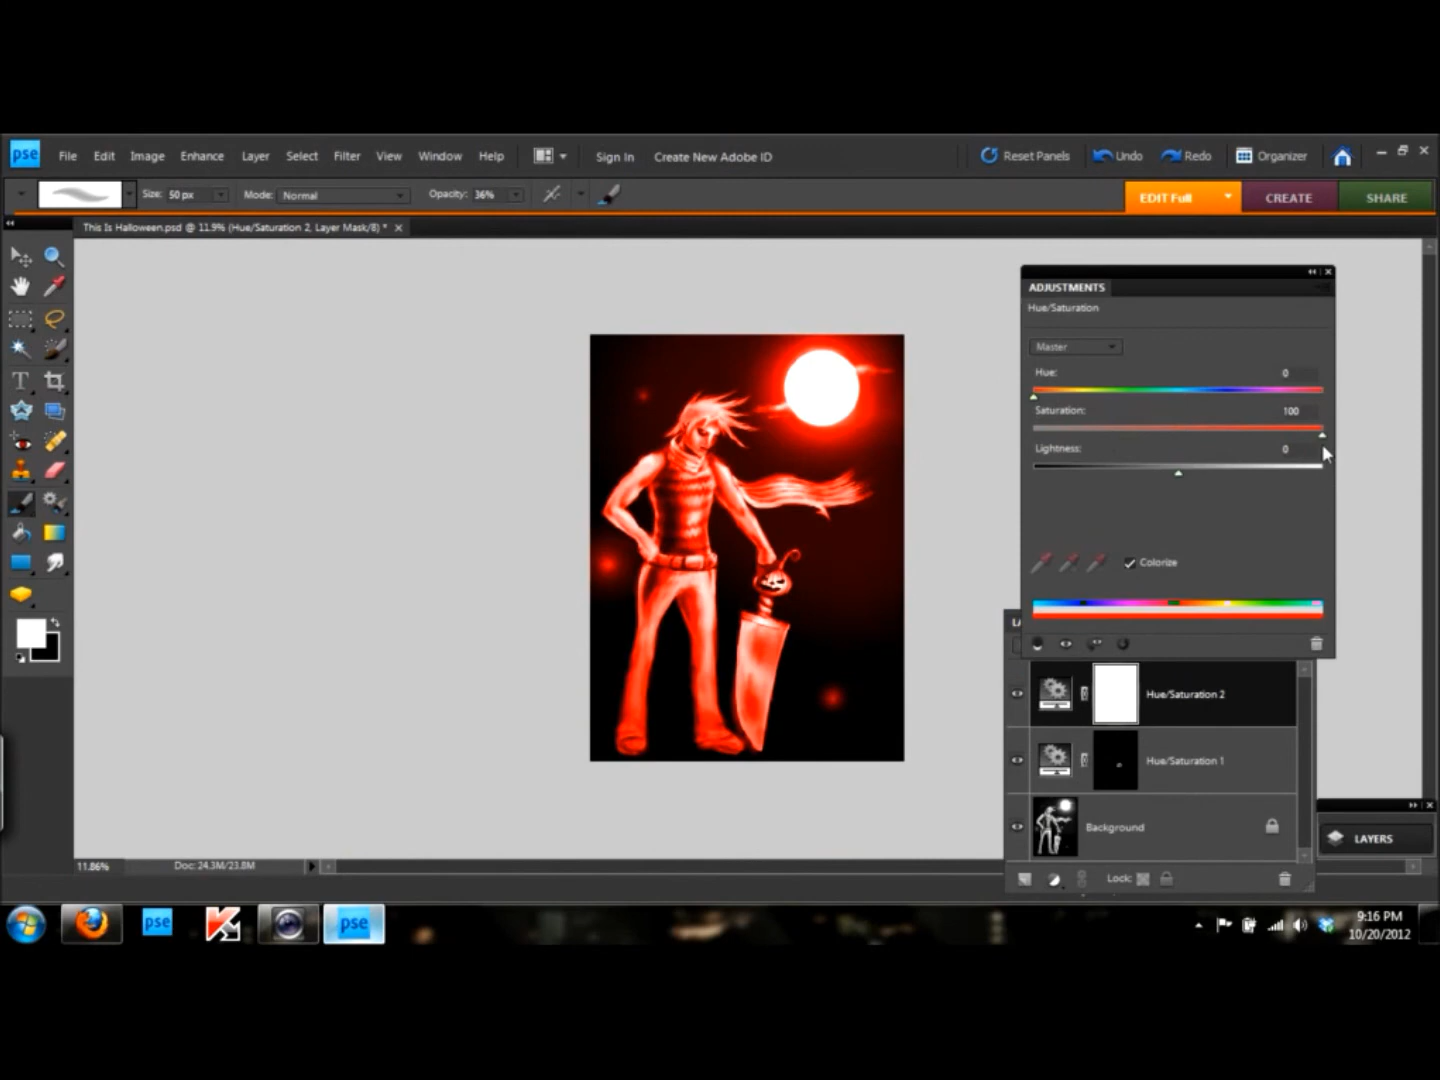 pse File Edit Image Enhance Layer Select Filter View Window Help Sign In Create New Adobe ID Reset Panels Undo Redo Organizer
Size: 50 px Mode: Normal Opacity: 36% EDIT Full CREATE SHARE
This Is Halloween.psd @ 11.9% (Hue/Saturation 2, Layer Mask/8) *
ADJUSTMENTS
Hue/Saturation
Master
Hue: 0
Saturation: 100
Lightness: 0
T
Colorize
Hue/Saturation 2
Hue/Saturation 1
Background
LAYERS
11.86% Doc: 24.3M/23.8M
Lock:
pse pse
9:16 PM
10/20/2012